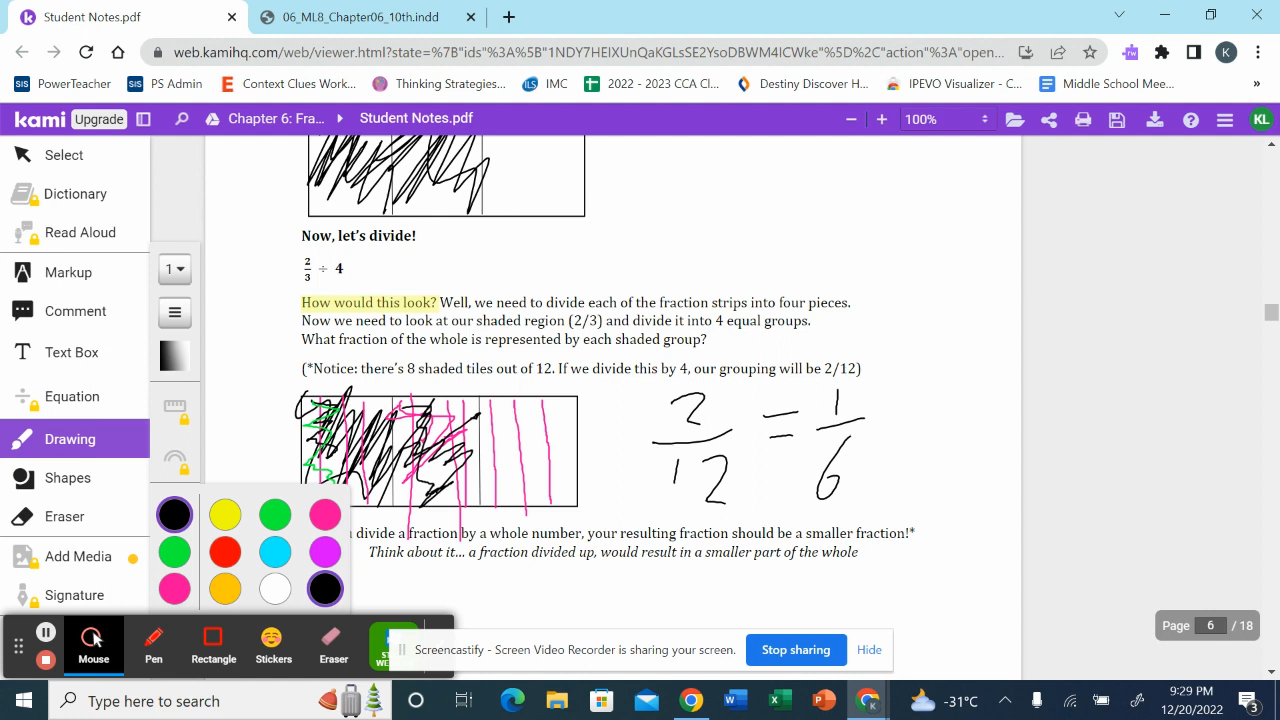 Student Notes.pdf
06_ML8_Chapter06_10th.indd
web.kamihq.com/web/viewer.html?state=%7B"ids"%3A%5B"1NDY7HEIXUnQaKGLsSE2YsoDBWM4ICWke"%5D%2C"action"%3A"open...
K
SIS PowerTeacher
SIS PS Admin
E Context Clues Work
Thinking Strategies...
ILS IMC
2022 - 2023 CCA Cl...
Destiny Discover H...
IPEVO Visualizer - C...
Middle School Mee...
»
kami Upgrade
Chapter 6: Fra...
Student Notes.pdf
100%
KL
Select
Dictionary
Read Aloud
Markup
Comment
Text Box
Equation
Drawing
Shapes
Eraser
Add Media
Signature
1
Now, let's divide!
2/3 ÷ 4
How would this look? Well, we need to divide each of the fraction strips into four pieces.
Now we need to look at our shaded region (2/3) and divide it into 4 equal groups.
What fraction of the whole is represented by each shaded group?
(*Notice: there's 8 shaded tiles out of 12. If we divide this by 4, our grouping will be 2/12)
2/12 = 1/6
divide a fraction by a whole number, your resulting fraction should be a smaller fraction!*
Think about it... a fraction divided up, would result in a smaller part of the whole
Page 6 / 18
Mouse
Pen
Rectangle
Stickers
Eraser
Screencastify - Screen Video Recorder is sharing your screen.
Stop sharing
Hide
Type here to search
-31°C
9:29 PM
12/20/2022
3